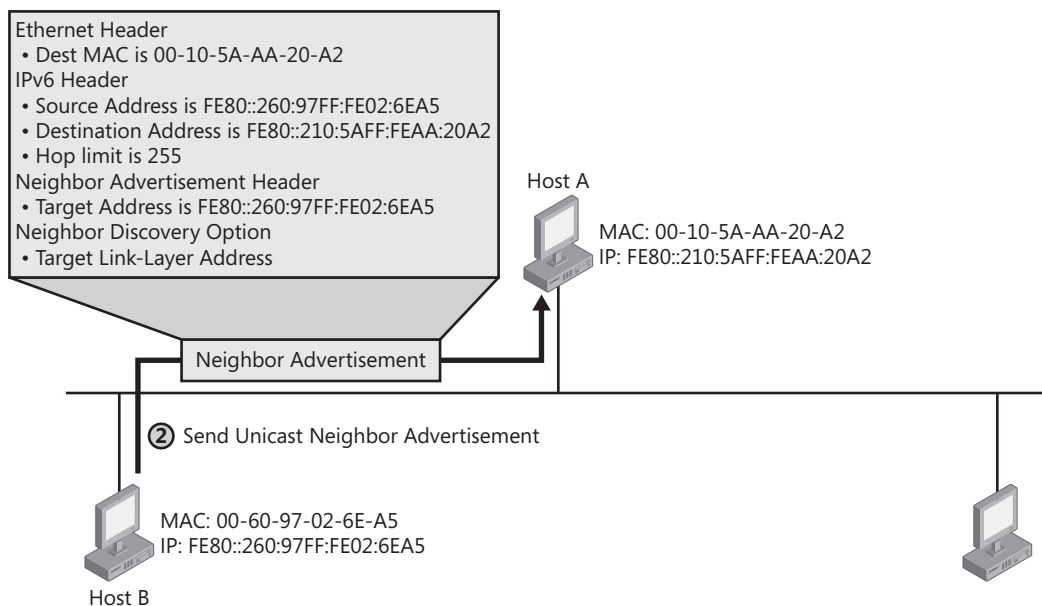 Ethernet Header
• Dest MAC is 00-10-5A-AA-20-A2
IPv6 Header
• Source Address is FE80::260:97FF:FE02:6EA5
• Destination Address is FE80::210:5AFF:FEAA:20A2
• Hop limit is 255
Neighbor Advertisement Header
• Target Address is FE80::260:97FF:FE02:6EA5
Neighbor Discovery Option
• Target Link-Layer Address
Host A
MAC: 00-10-5A-AA-20-A2
IP: FE80::210:5AFF:FEAA:20A2
Neighbor Advertisement
2 Send Unicast Neighbor Advertisement
MAC: 00-60-97-02-6E-A5
IP: FE80::260:97FF:FE02:6EA5
Host B